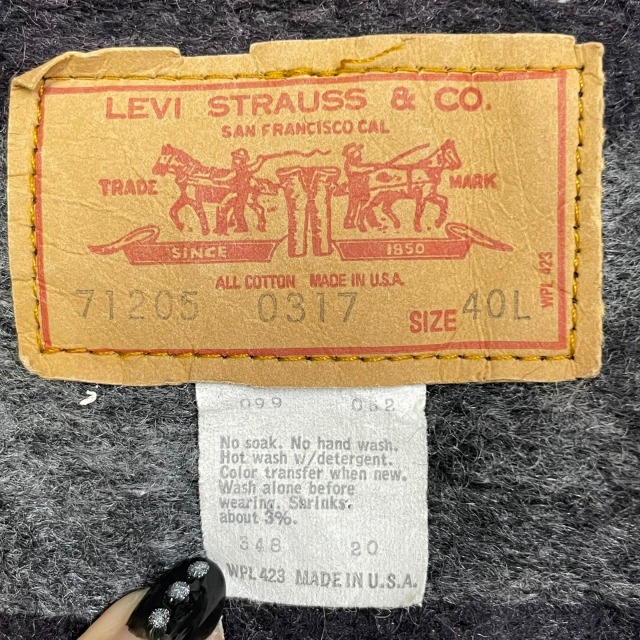 LEVI STRAUSS & CO.
SAN FRANCISCO CAL
TRADE MARK
SINCE 1850
ALL COTTON MADE IN U.S.A.
71205 0317 SIZE 40L
WPL 423
099 052
No soak. No hand wash.
Hot wash w/detergent.
Color transfer when new.
Wash alone before
wearing. Shrinks.
about 3%.
348 20
WPL 423 MADE IN U.S.A.